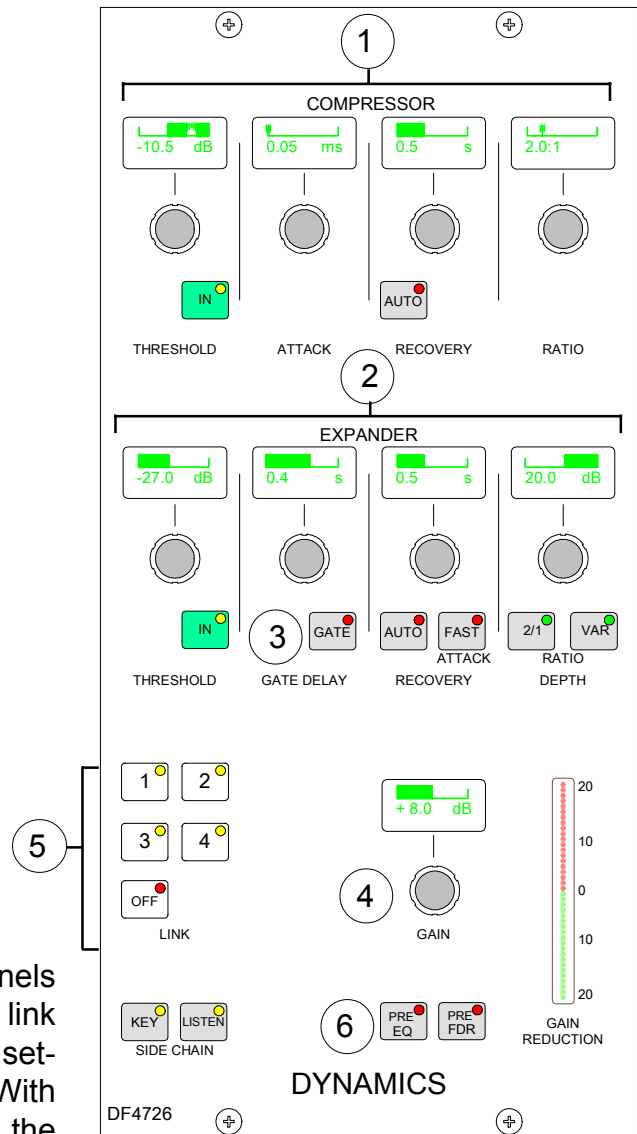 1
COMPRESSOR
-10.5 dB
0.05 ms
0.5 s
2.0:1
IN
AUTO
THRESHOLD
ATTACK
RECOVERY
RATIO
2
EXPANDER
-27.0 dB
0.4 s
0.5 s
20.0 dB
IN
3
GATE
AUTO
FAST
2/1
VAR
ATTACK
RATIO
THRESHOLD
GATE DELAY
RECOVERY
DEPTH
5
1
2
3
4
OFF
LINK
+ 8.0 dB
4
GAIN
20
10
0
10
20
GAIN
REDUCTION
KEY
LISTEN
SIDE CHAIN
6
PRE
EQ
PRE
FDR
DYNAMICS
DF4726
nels
link
set-
With
the